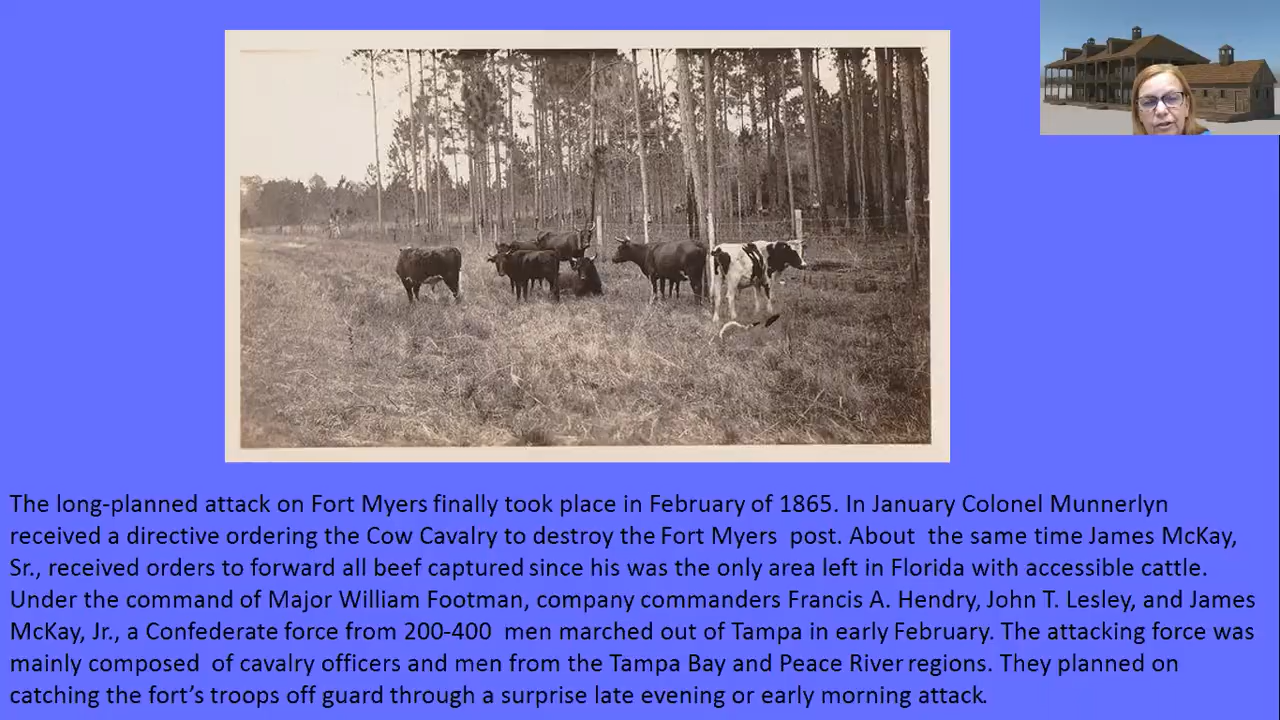 The long-planned attack on Fort Myers finally took place in February of 1865. In January Colonel Munnerlyn
received a directive ordering the Cow Cavalry to destroy the Fort Myers post. About the same time James McKay,
Sr., received orders to forward all beef captured since his was the only area left in Florida with accessible cattle.
Under the command of Major William Footman, company commanders Francis A. Hendry, John T. Lesley, and James
McKay, Jr., a Confederate force from 200-400 men marched out of Tampa in early February. The attacking force was
mainly composed of cavalry officers and men from the Tampa Bay and Peace River regions. They planned on
catching the fort’s troops off guard through a surprise late evening or early morning attack.